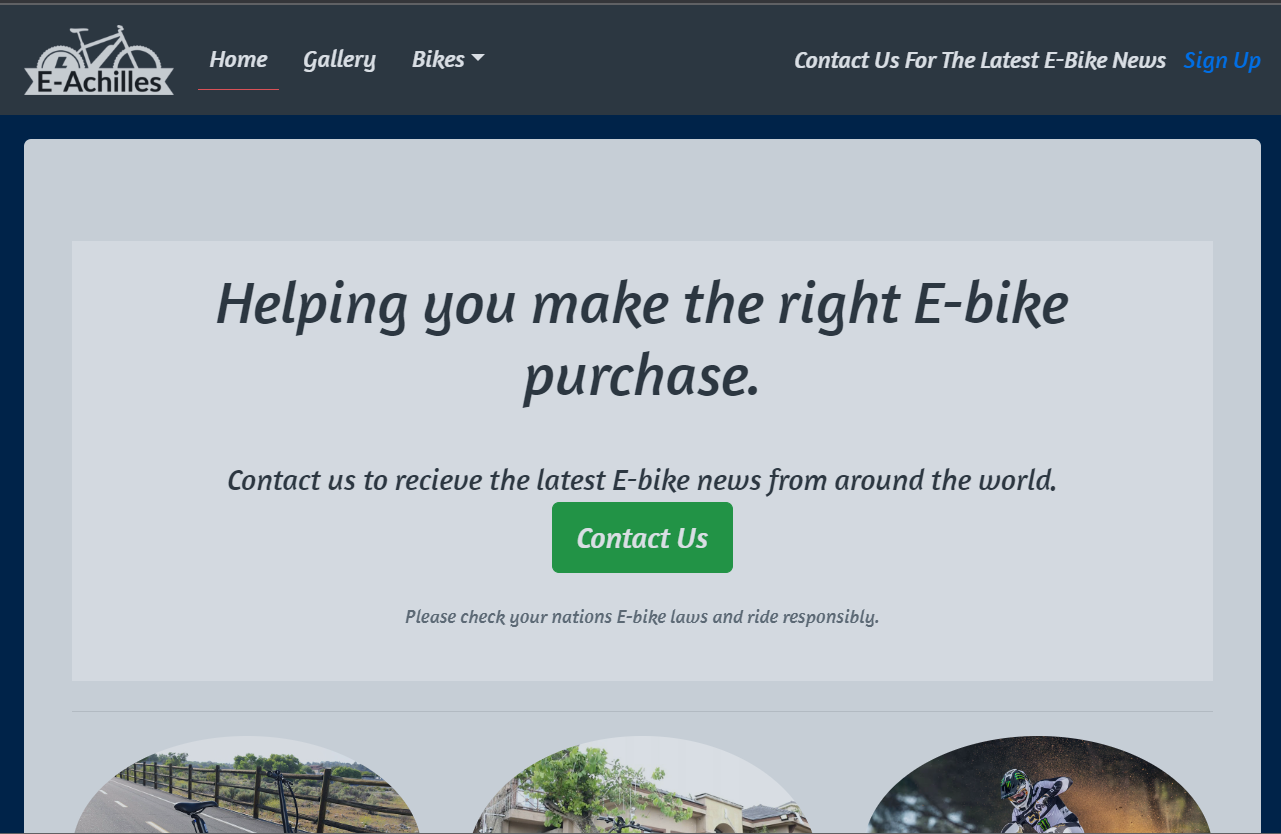 E-Achilles
Home Gallery Bikes Contact Us For The Latest E-Bike News Sign Up
Helping you make the right E-bike
purchase.
Contact us to recieve the latest E-bike news from around the world.
Contact Us
Please check your nations E-bike laws and ride responsibly.